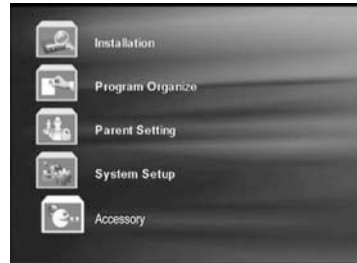 Installation
Program Organize
Parent Setting
System Setup
Accessory